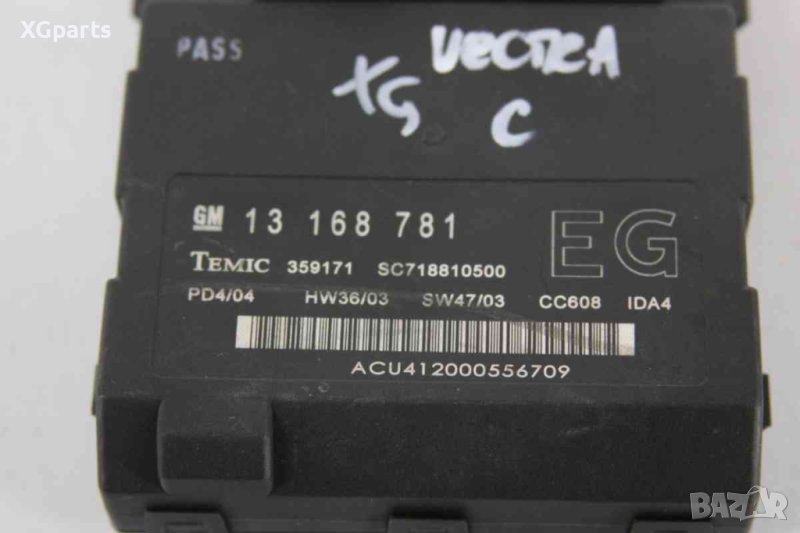 XGparts
PASS
VECTRA
XG C
GM 13 168 781 EG
TEMIC 359171 SC718810500
PD4/04 HW36/03 SW47/03 CC608 IDA4
ACU412000556709
BAZAR